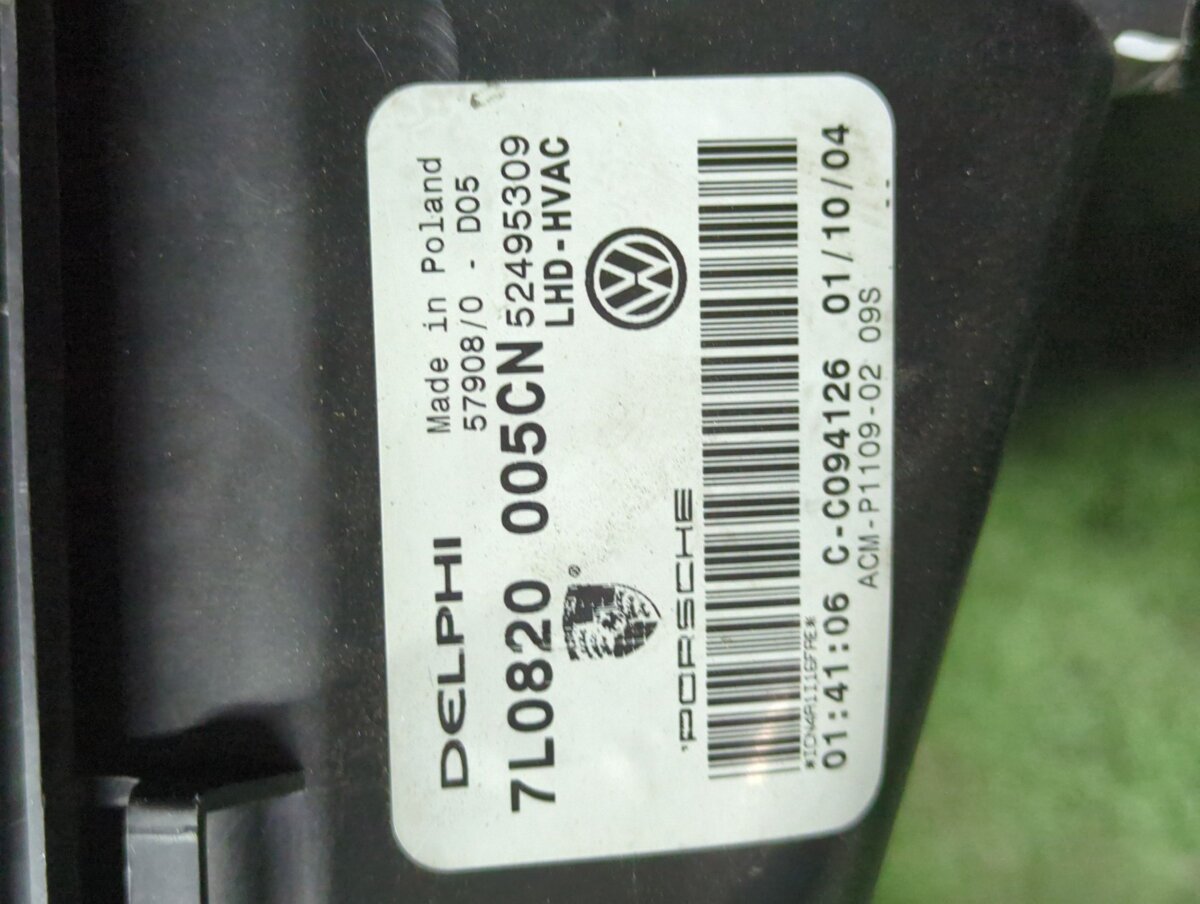 DELPHI
Made in Poland
57908/0 - D05
7L0820 005CN
52495309
LHD-HVAC
PORSCHE
01:41:06 C-C094126 01/10/04
ACM-P1109-02 09S